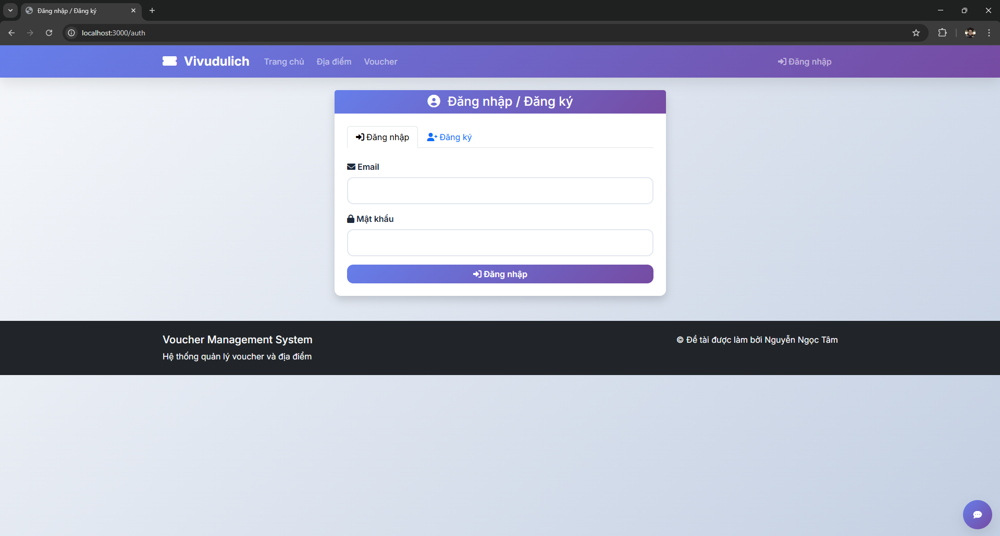 Đăng nhập / Đăng ký
localhost:3000/auth
Vivudulich Trang chủ Địa điểm Voucher Đăng nhập
Đăng nhập / Đăng ký
Đăng nhập Đăng ký
Email
Mật khẩu
Đăng nhập
Voucher Management System
© Đề tài được làm bởi Nguyễn Ngọc Tâm
Hệ thống quản lý voucher và địa điểm